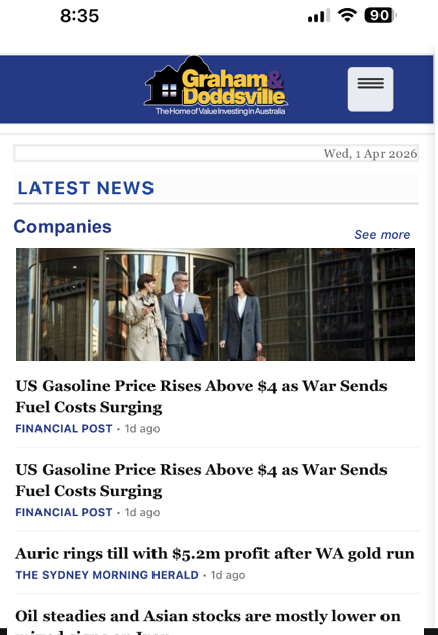 8:35
90
Graham&
Doddsville
The Home of Value Investing in Australia
Wed, 1 Apr 2026
LATEST NEWS
Companies
See more
US Gasoline Price Rises Above $4 as War Sends
Fuel Costs Surging
FINANCIAL POST • 1d ago
US Gasoline Price Rises Above $4 as War Sends
Fuel Costs Surging
FINANCIAL POST • 1d ago
Auric rings till with $5.2m profit after WA gold run
THE SYDNEY MORNING HERALD • 1d ago
Oil steadies and Asian stocks are mostly lower on
mixed signs on Iran